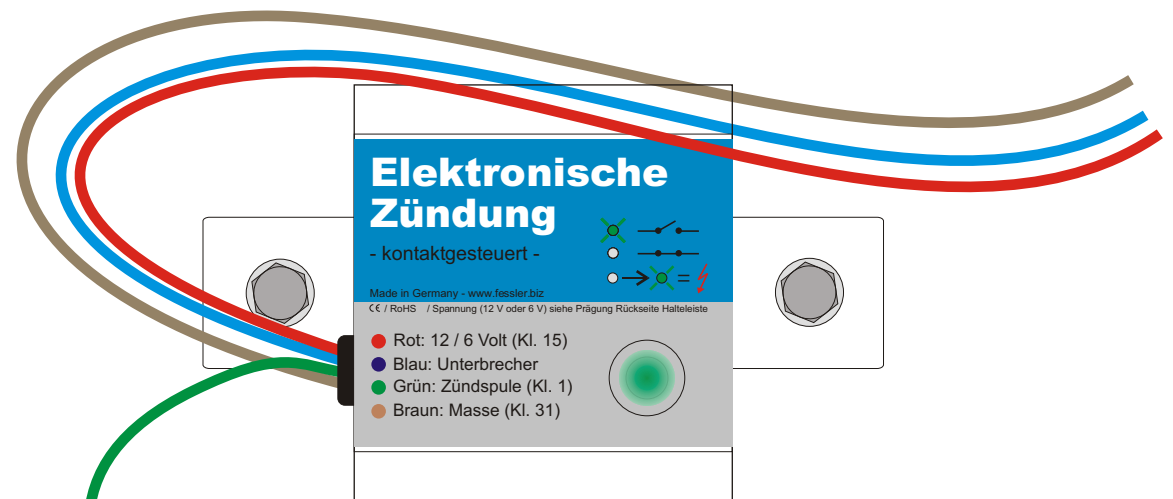 Elektronische
Zündung
- kontaktgesteuert -
Made in Germany - www.fessler.biz
CE / RoHS / Spannung (12 V oder 6 V) siehe Prägung Rückseite Halteleiste
Rot: 12 / 6 Volt (Kl. 15)
Blau: Unterbrecher
Grün: Zündspule (Kl. 1)
Braun: Masse (Kl. 31)